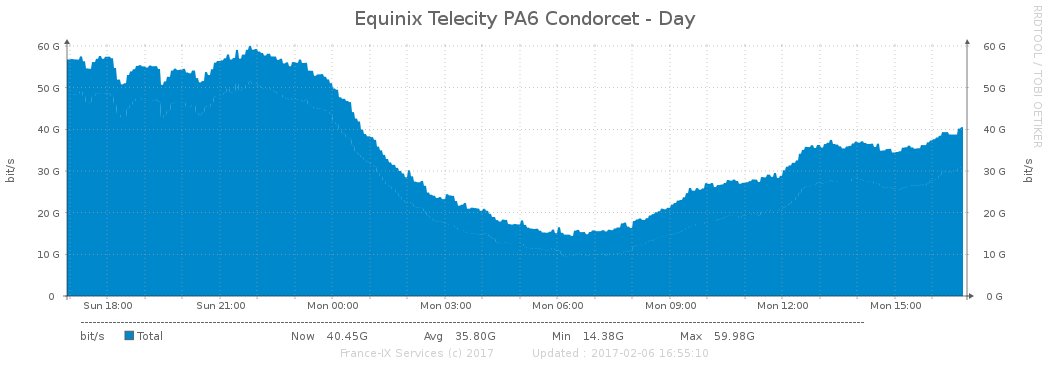 Equinix Telecity PA6 Condorcet - Day
RRDTOOL / TOBI OETIKER
60 G 60 G
50 G 50 G
40 G 40 G
30 G 30 G
20 G 20 G
10 G 10 G
0 0 G
bit/s bit/s
Sun 18:00 Sun 21:00 Mon 00:00 Mon 03:00 Mon 06:00 Mon 09:00 Mon 12:00 Mon 15:00
bit/s Total Now 40.45G Avg 35.80G Min 14.38G Max 59.98G
France-IX Services (c) 2017 Updated : 2017-02-06 16:55:10